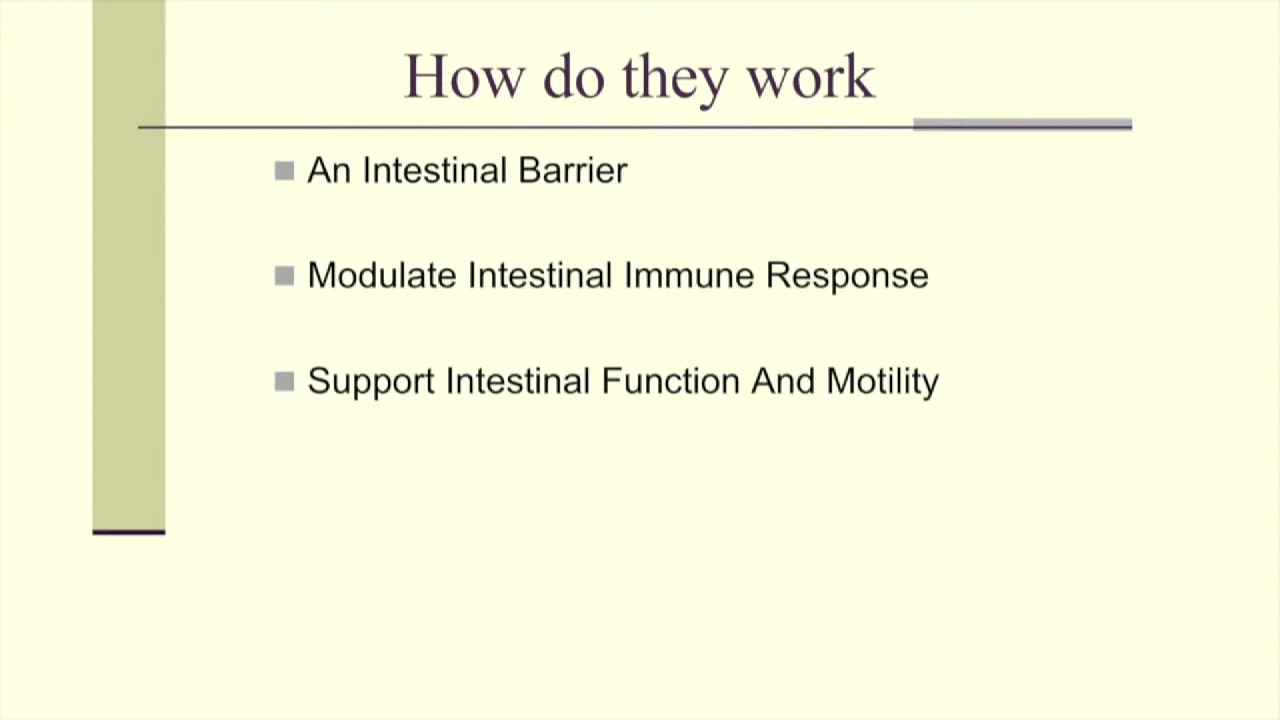 How do they work
An Intestinal Barrier
Modulate Intestinal Immune Response
Support Intestinal Function And Motility